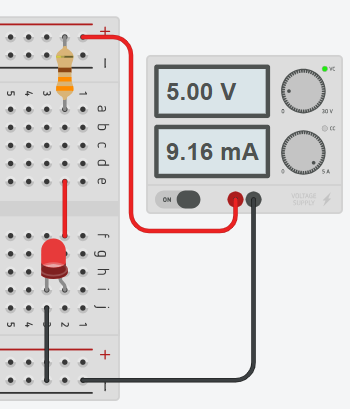 +
−
5 4 3 2 1
a
b
c
d
e
f
g
h
i
j
5 4 3 2 1
+
−
5.00 V
VC
0 30 V
9.16 mA
CC
0 5 A
ON
VOLTAGE
SUPPLY